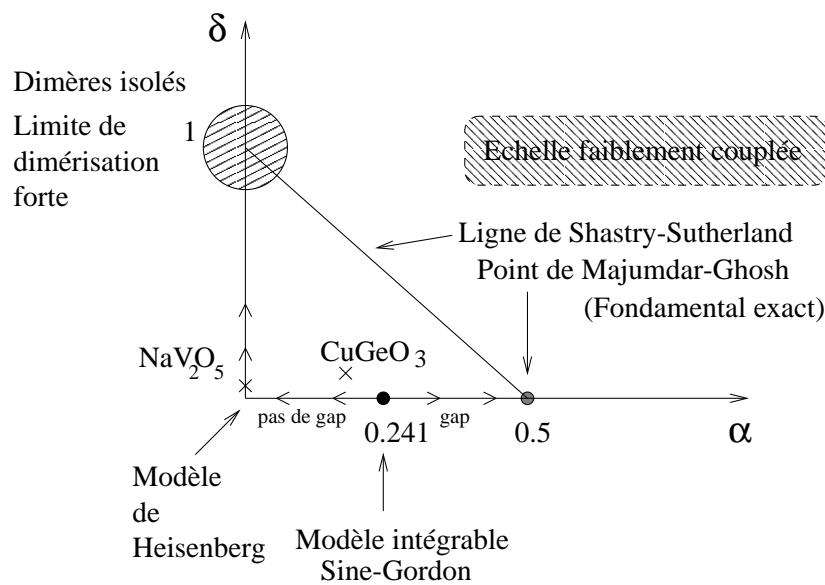 δ
Dimères isolés
Limite de
dimérisation
forte
1
Echelle faiblement couplée
Ligne de Shastry-Sutherland
Point de Majumdar-Ghosh
(Fondamental exact)
NaV2O5
CuGeO3
pas de gap
gap
0.241
0.5
α
Modèle
de
Heisenberg
Modèle intégrable
Sine-Gordon